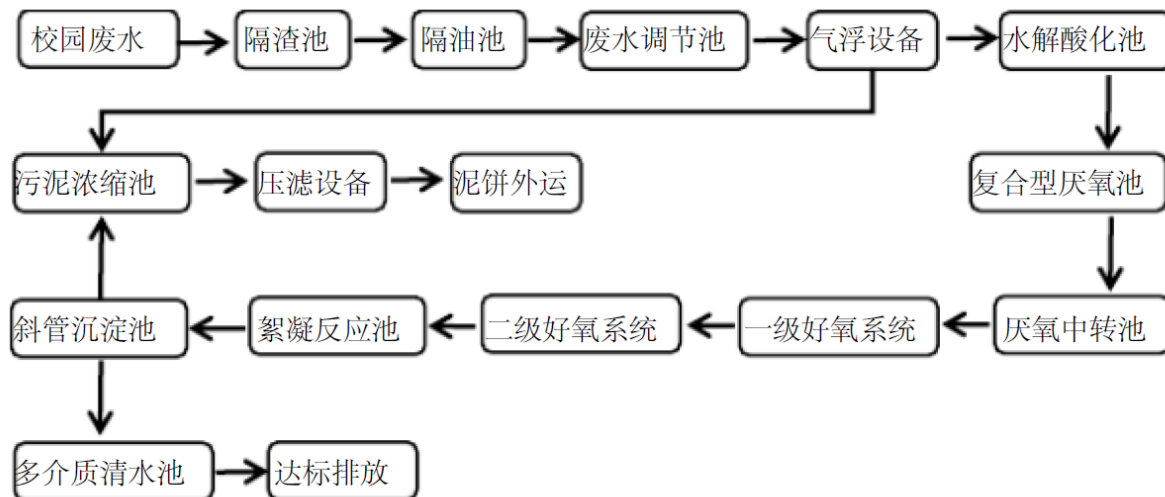 校园废水
隔渣池
隔油池
废水调节池
气浮设备
水解酸化池
污泥浓缩池
压滤设备
泥饼外运
复合型厌氧池
斜管沉淀池
絮凝反应池
二级好氧系统
一级好氧系统
厌氧中转池
多介质清水池
达标排放